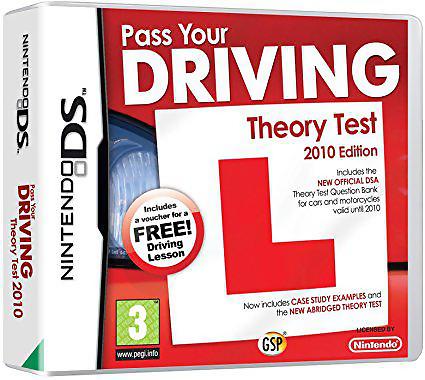 Pass Your
DRIVING
Theory Test
2010 Edition
Includes the
NEW OFFICIAL DSA
Theory Test Question Bank
for cars and motorcycles
valid until 2010
L
Includes
a voucher for a
FREE!
Driving
Lesson
Now includes CASE STUDY EXAMPLES and
the NEW ABRIDGED THEORY TEST
3
www.pegi.info
GSP
LICENSED BY
Nintendo
NINTENDO DS™
Pass Your
DRIVING
Theory Test 2010
NINTENDO DS™